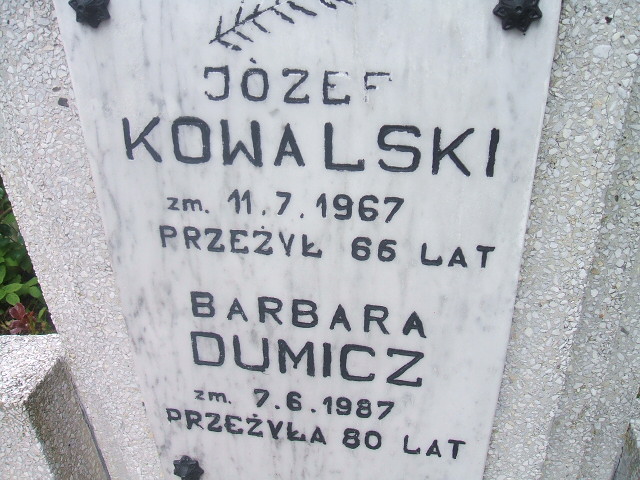 JÓZEF
KOWALSKI
zm. 11.7.1967
PRZEŻYŁ 66 LAT
BARBARA
DUMICZ
zm. 7.6.1987
PRZEŻYŁA 80 LAT